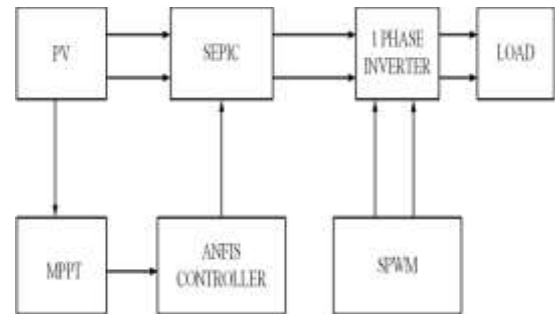 PV
SEPIC
1 PHASE
INVERTER
LOAD
MPPT
ANFIS
CONTROLLER
SPWM